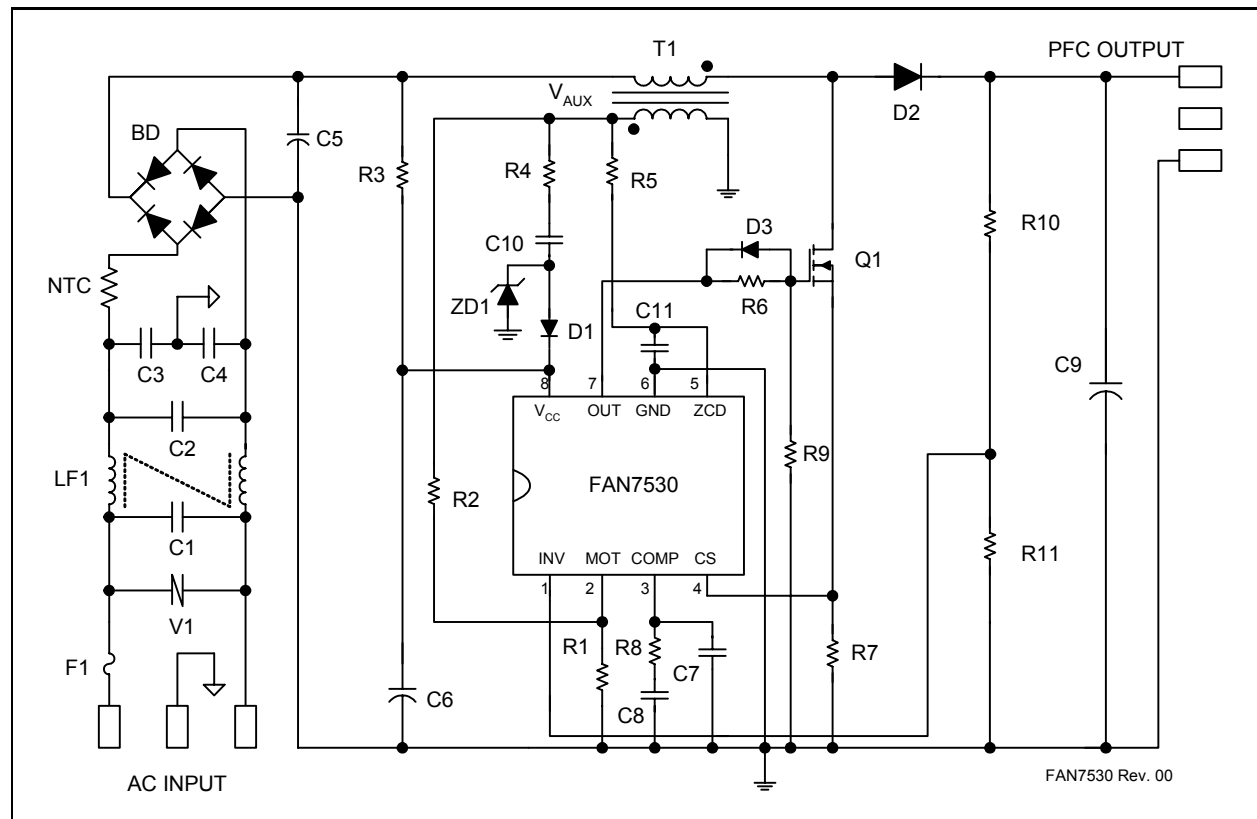 T1
PFC OUTPUT
V_AUX
D2
BD
C5
R3
R4
R5
R10
D3
C10
Q1
NTC
R6
ZD1
C11
D1
C3
C4
C9
8
7
6
5
V_CC
OUT
GND
ZCD
C2
R9
LF1
FAN7530
R2
C1
R11
INV
MOT
COMP
CS
1
2
3
4
V1
R1
R8
R7
F1
C7
C6
C8
AC INPUT
FAN7530 Rev. 00